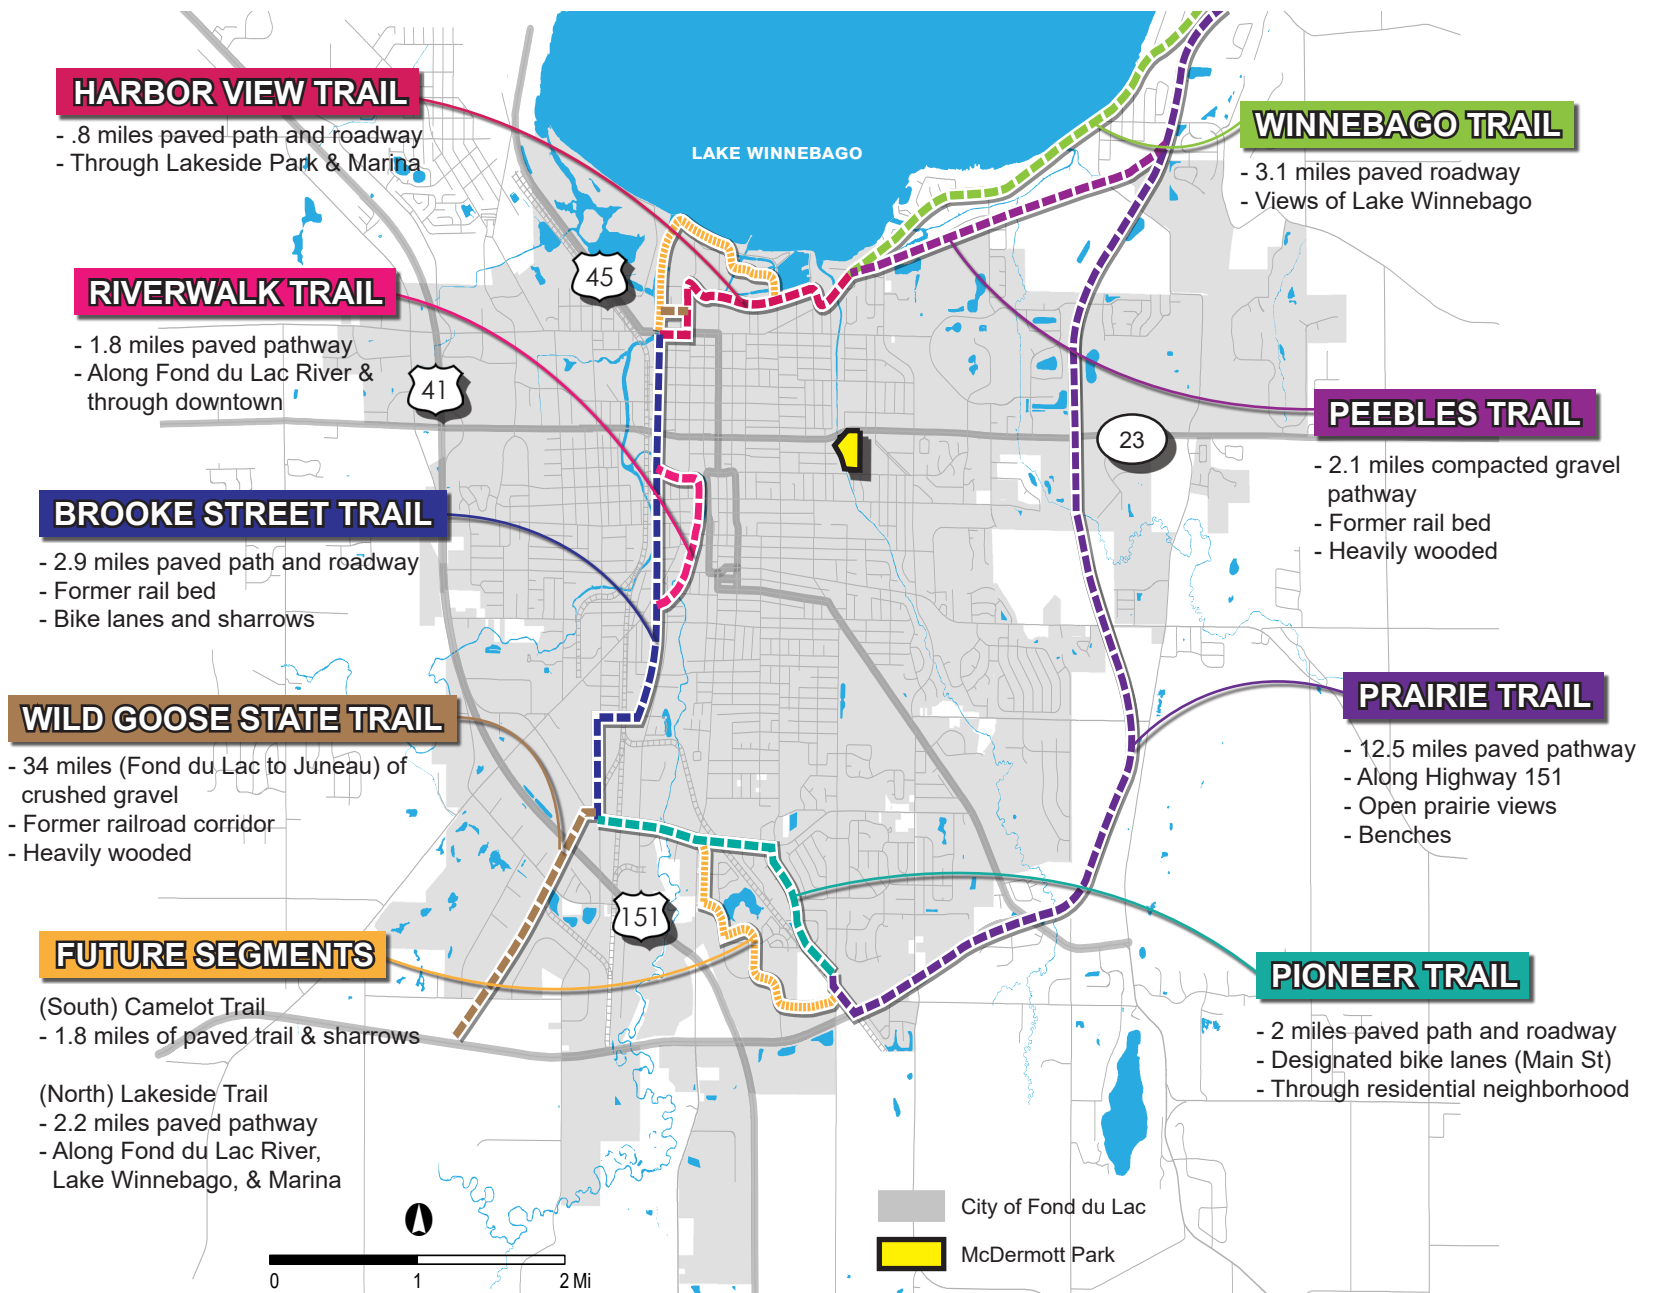 HARBOR VIEW TRAIL
- .8 miles paved path and roadway
- Through Lakeside Park & Marina
LAKE WINNEBAGO
WINNEBAGO TRAIL
- 3.1 miles paved roadway
- Views of Lake Winnebago
45
RIVERWALK TRAIL
- 1.8 miles paved pathway
- Along Fond du Lac River &
through downtown
41
23
PEEBLES TRAIL
- 2.1 miles compacted gravel
pathway
- Former rail bed
- Heavily wooded
BROOKE STREET TRAIL
- 2.9 miles paved path and roadway
- Former rail bed
- Bike lanes and sharrows
WILD GOOSE STATE TRAIL
- 34 miles (Fond du Lac to Juneau) of
crushed gravel
- Former railroad corridor
- Heavily wooded
PRAIRIE TRAIL
- 12.5 miles paved pathway
- Along Highway 151
- Open prairie views
- Benches
151
FUTURE SEGMENTS
(South) Camelot Trail
- 1.8 miles of paved trail & sharrows
(North) Lakeside Trail
- 2.2 miles paved pathway
- Along Fond du Lac River,
Lake Winnebago, & Marina
PIONEER TRAIL
- 2 miles paved path and roadway
- Designated bike lanes (Main St)
- Through residential neighborhood
City of Fond du Lac
McDermott Park
0 1 2 Mi